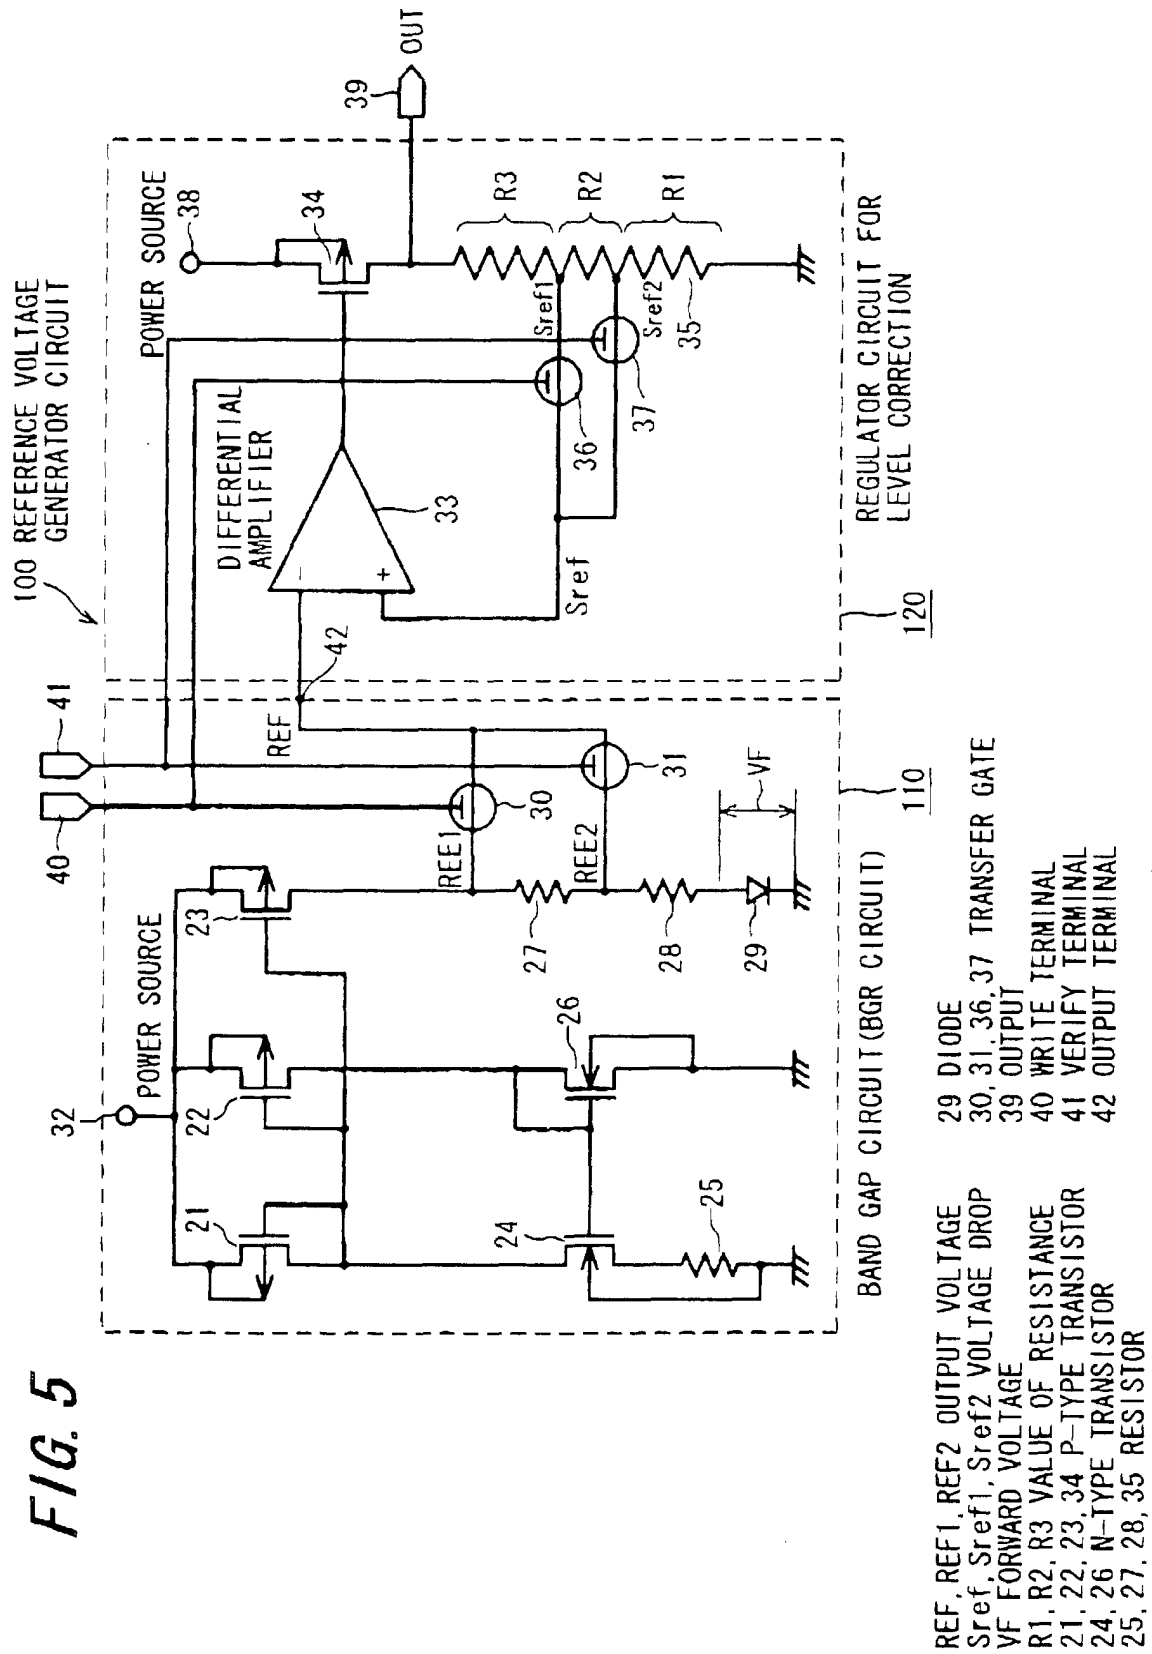 FIG. 5
100 REFERENCE VOLTAGE
GENERATOR CIRCUIT
40
41
32
POWER SOURCE
21
22
23
24
25
26
27
28
29
VF
REE1
REE2
30
31
REF
42
BAND GAP CIRCUIT(BGR CIRCUIT)
110
DIFFERENTIAL
AMPLIFIER
−
+
33
Sref
POWER SOURCE
38
34
39
OUT
Sref1
Sref2
36
37
35
R3
R2
R1
REGULATOR CIRCUIT FOR
LEVEL CORRECTION
120
REF, REF1, REF2 OUTPUT VOLTAGE
Sref, Sref1, Sref2 VOLTAGE DROP
VF FORWARD VOLTAGE
R1, R2, R3 VALUE OF RESISTANCE
21, 22, 23, 34 P-TYPE TRANSISTOR
24, 26 N-TYPE TRANSISTOR
25, 27, 28, 35 RESISTOR
29 DIODE
30, 31, 36, 37 TRANSFER GATE
39 OUTPUT
40 WRITE TERMINAL
41 VERIFY TERMINAL
42 OUTPUT TERMINAL